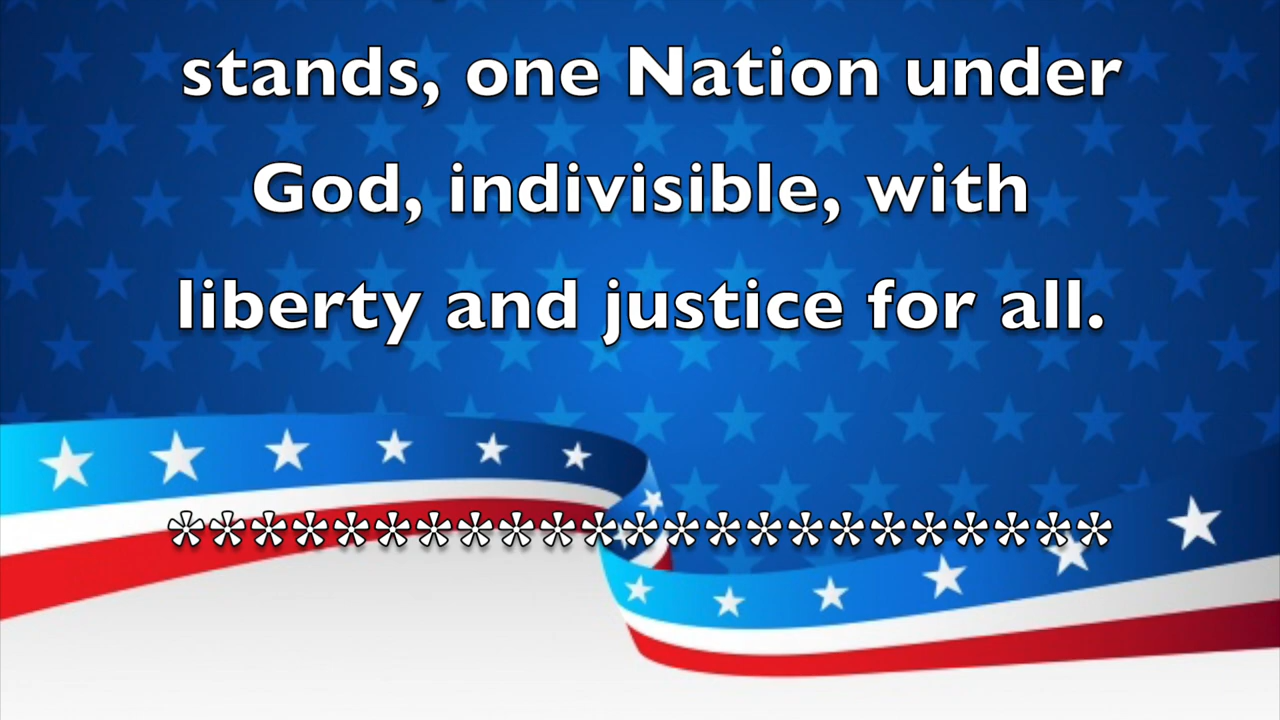 stands, one Nation under
God, indivisible, with
liberty and justice for all.
***********************